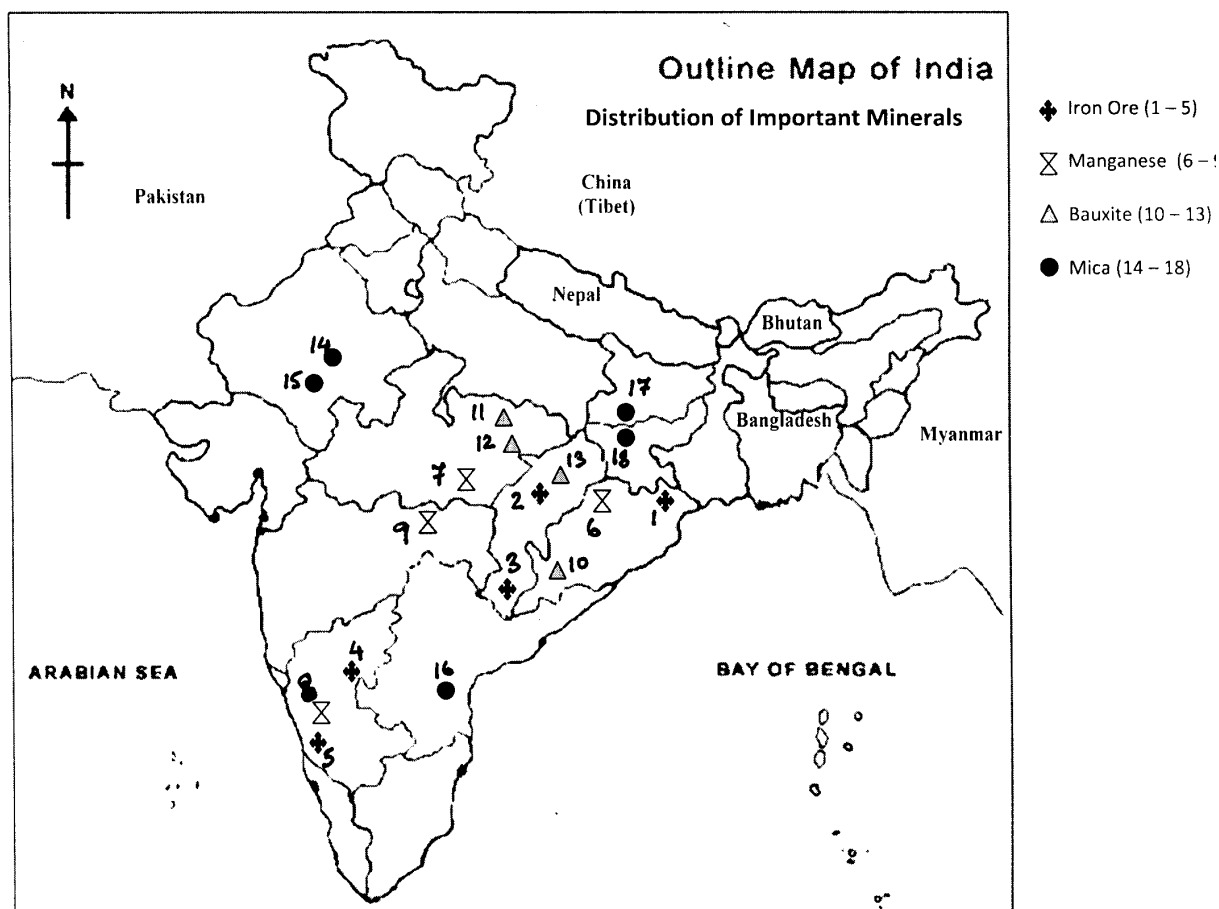 Outline Map of India
Distribution of Important Minerals
N
Iron Ore (1 – 5)
Manganese (6 – 9
Bauxite (10 – 13)
Mica (14 – 18)
Pakistan
China
(Tibet)
Nepal
Bhutan
Bangladesh
Myanmar
14
15
17
11
12
13
18
7
2
6
1
9
3
10
4
16
8
5
ARABIAN SEA
BAY OF BENGAL